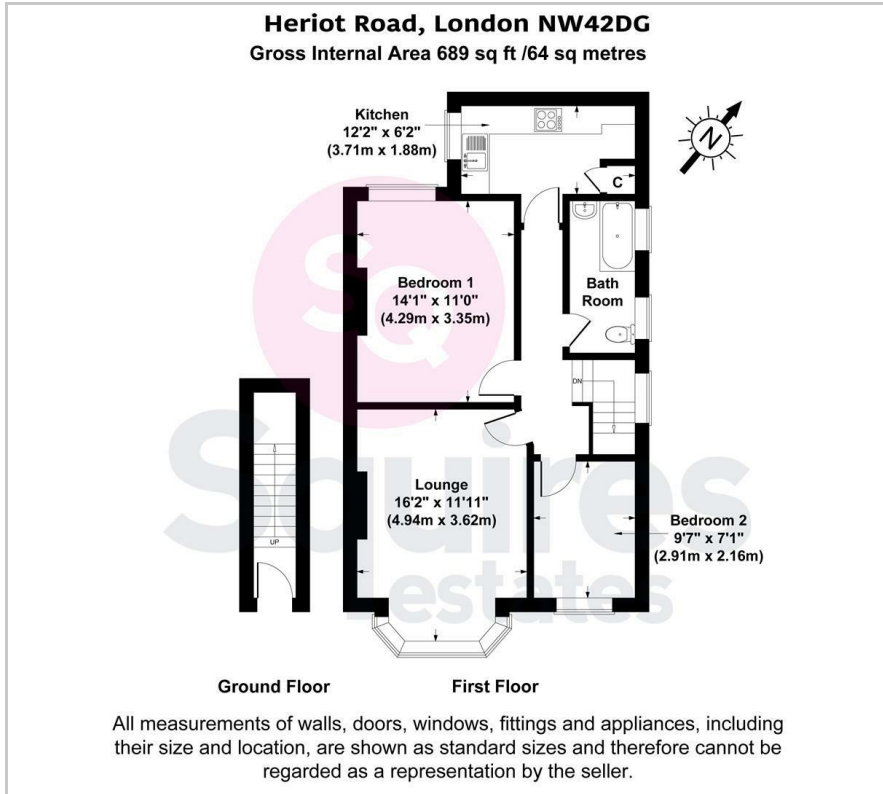 Heriot Road, London NW42DG
Gross Internal Area 689 sq ft /64 sq metres
Kitchen
12'2" x 6'2"
(3.71m x 1.88m)
N
C
Bedroom 1
14'1" x 11'0"
(4.29m x 3.35m)
Bath
Room
SQ
DN
Squires
estates
Lounge
16'2" x 11'11"
(4.94m x 3.62m)
Bedroom 2
9'7" x 7'1"
(2.91m x 2.16m)
UP
Ground Floor
First Floor
All measurements of walls, doors, windows, fittings and appliances, including
their size and location, are shown as standard sizes and therefore cannot be
regarded as a representation by the seller.